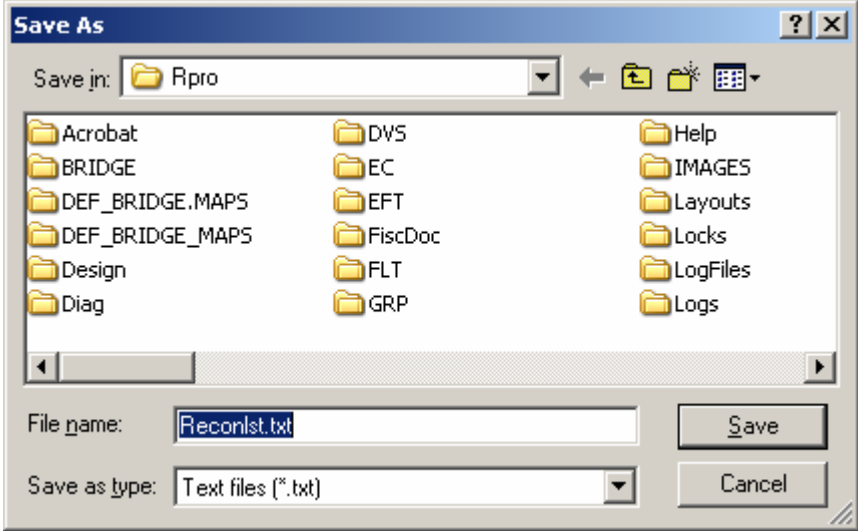 Save As
Save in: Rpro
Acrobat DVS Help
BRIDGE EC IMAGES
DEF_BRIDGE.MAPS EFT Layouts
DEF_BRIDGE_MAPS FiscDoc Locks
Design FLT LogFiles
Diag GRP Logs
File name: Reconlst.txt Save
Save as type: Text files (*.txt) Cancel